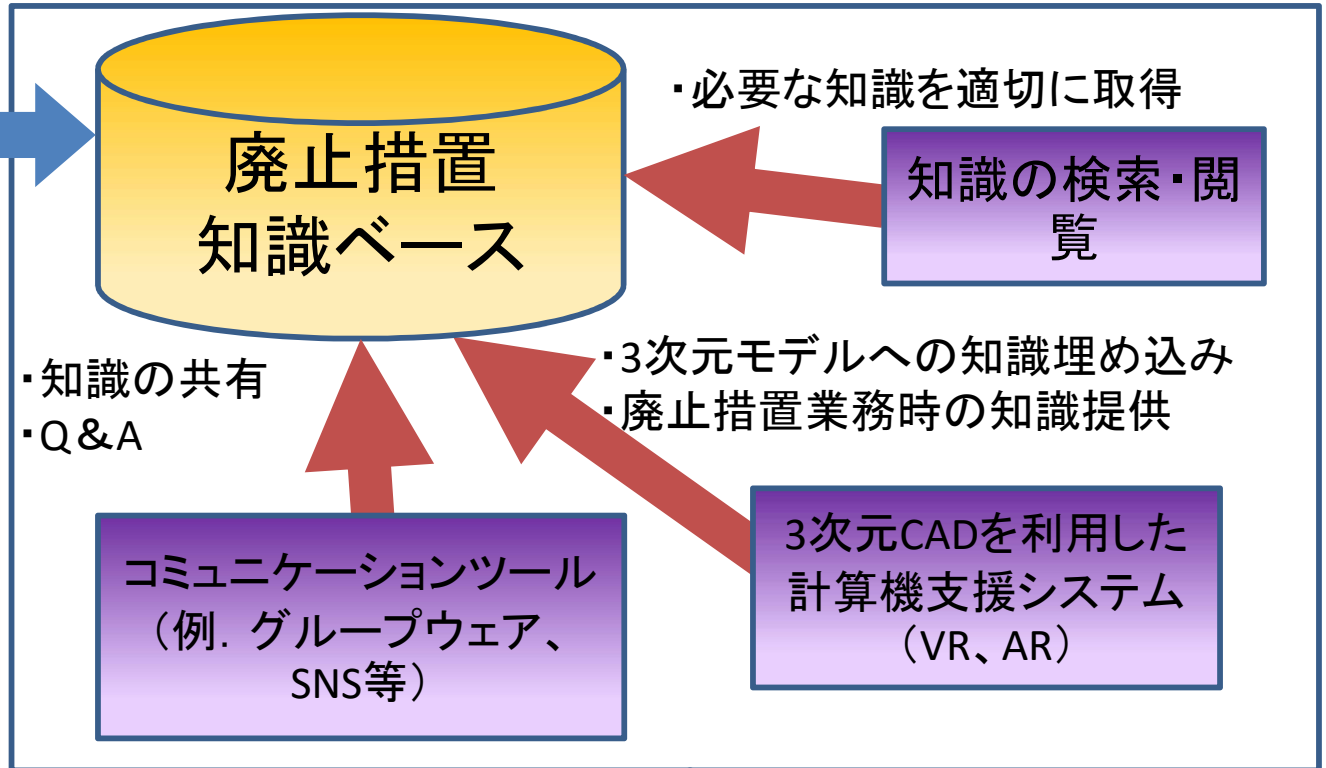 廃止措置
知識ベース
・必要な知識を適切に取得
知識の検索・閲
覧
・知識の共有
・Q&A
・3次元モデルへの知識埋め込み
・廃止措置業務時の知識提供
コミュニケーションツール
（例．グループウェア、
SNS等）
3次元CADを利用した
計算機支援システム
（VR、AR）